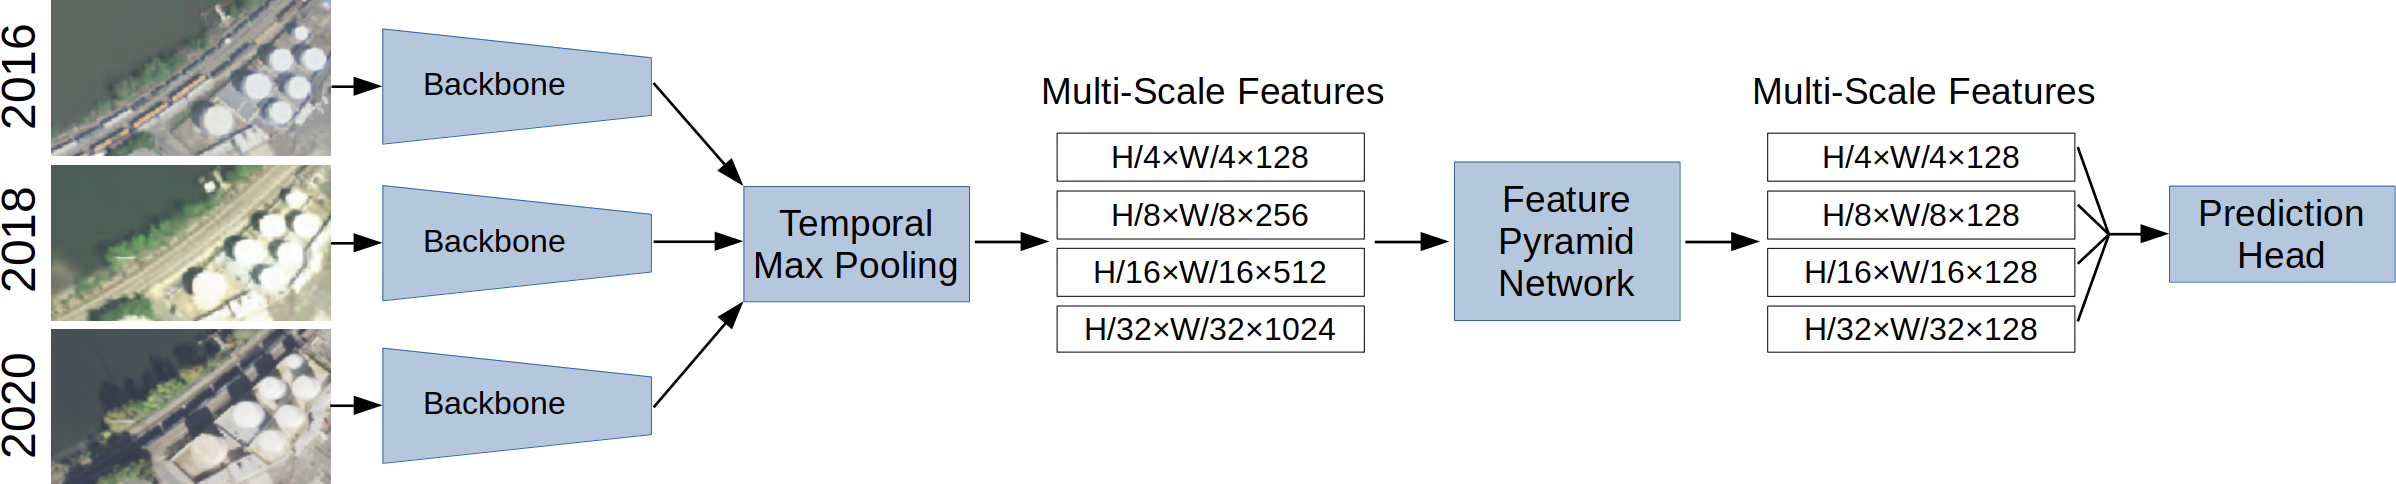 2016
2018
2020
Backbone
Backbone
Backbone
Temporal
Max Pooling
Multi-Scale Features
H/4×W/4×128
H/8×W/8×256
H/16×W/16×512
H/32×W/32×1024
Feature
Pyramid
Network
Multi-Scale Features
H/4×W/4×128
H/8×W/8×128
H/16×W/16×128
H/32×W/32×128
Prediction
Head